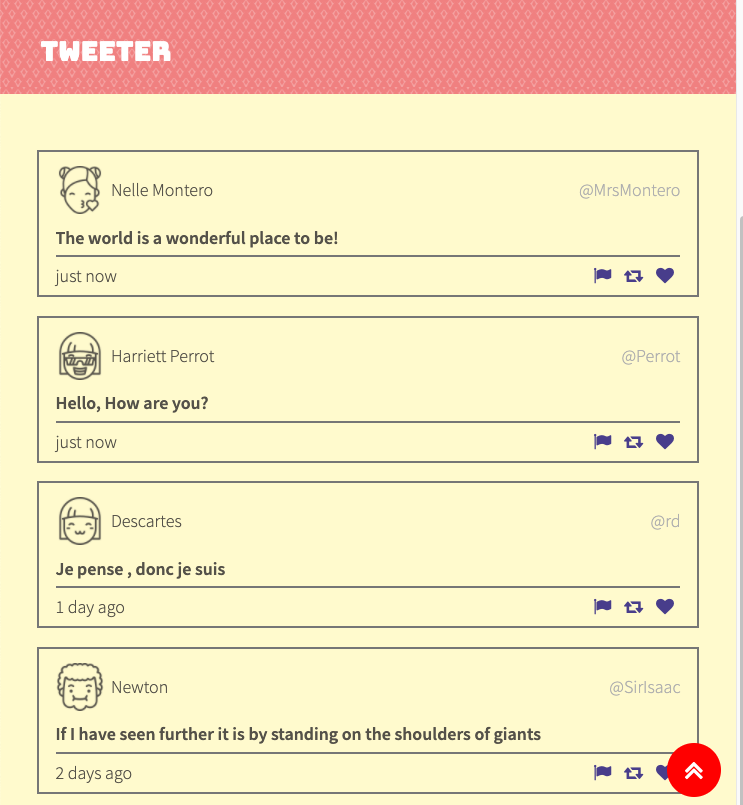 TWEETER
Nelle Montero @MrsMontero
The world is a wonderful place to be!
just now
Harriett Perrot @Perrot
Hello, How are you?
just now
Descartes @rd
Je pense , donc je suis
1 day ago
Newton @SirIsaac
If I have seen further it is by standing on the shoulders of giants
2 days ago